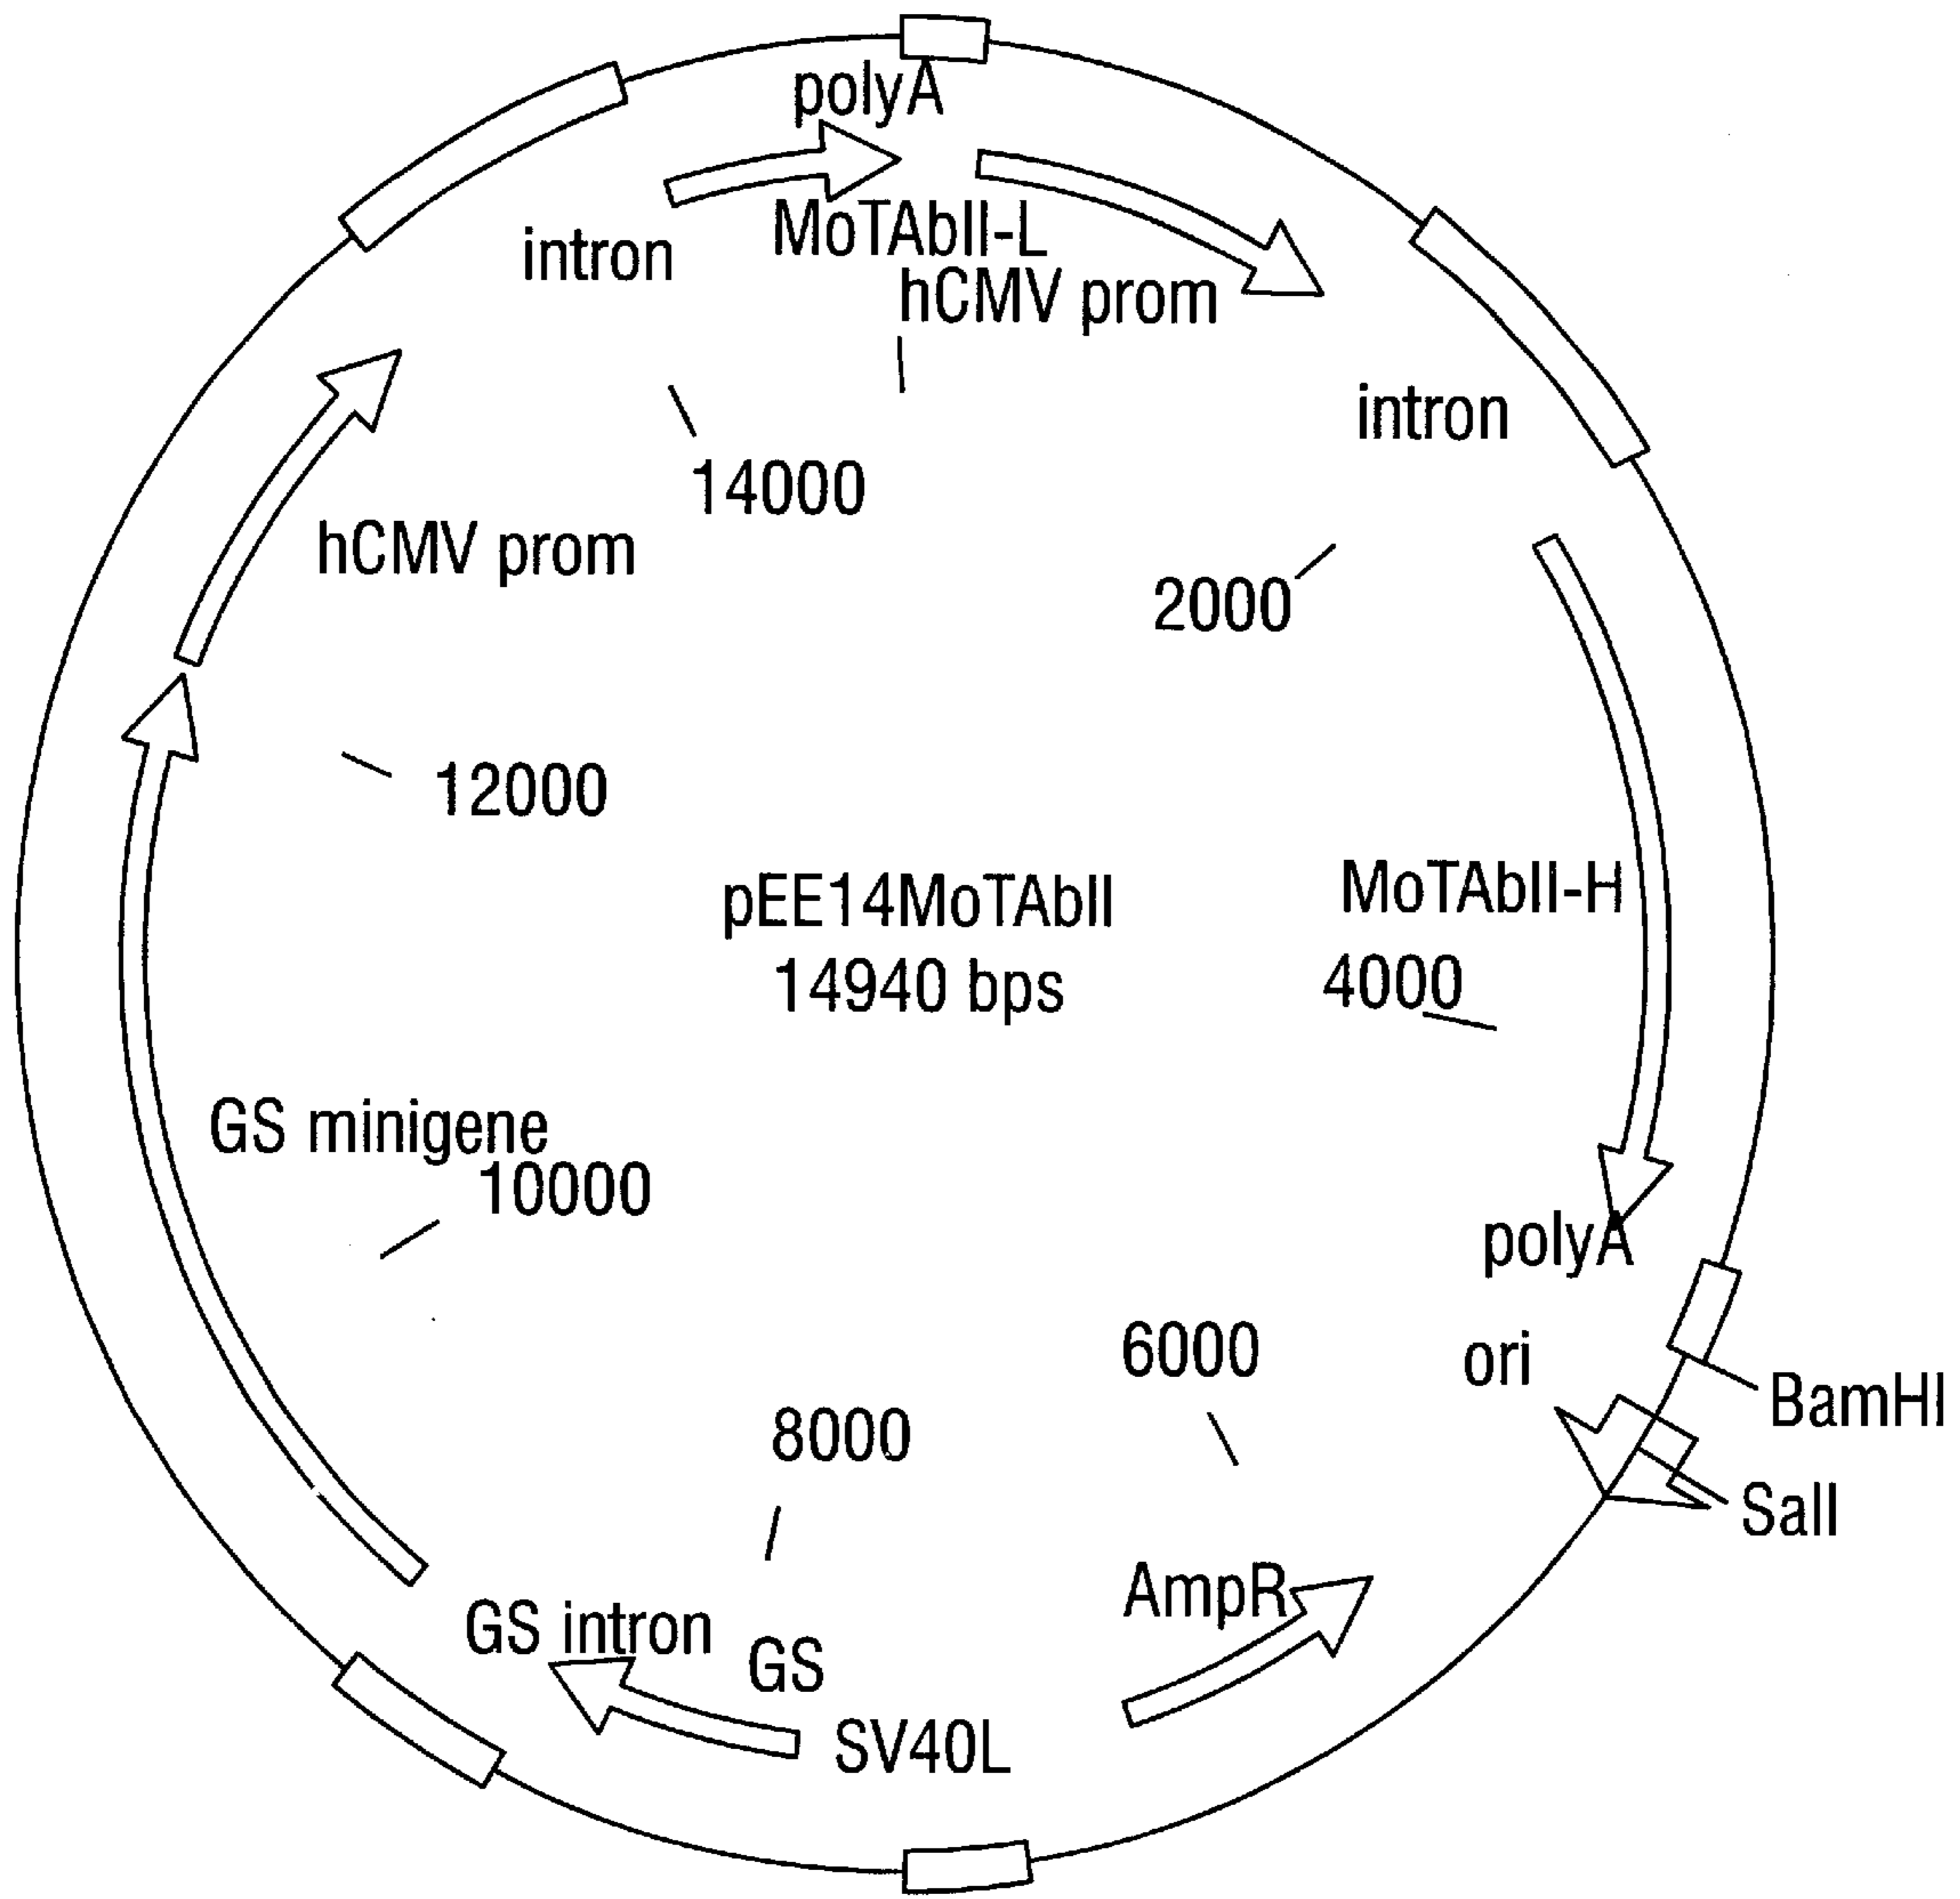 polyA
MoTAbII-L
hCMV prom
intron
intron
14000
hCMV prom
2000
12000
pEE14MoTAbII
14940 bps
MoTAbII-H
4000
GS minigene
10000
polyA
6000
ori
8000
BamHI
SalI
AmpR
GS intron
GS
SV40L